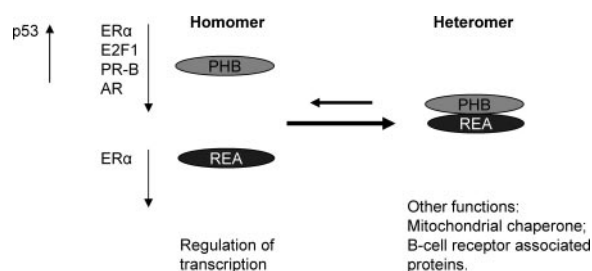 Homomer
Heteromer
p53
ERα
E2F1
PR-B
AR
PHB
PHB
REA
ERα
REA
Regulation of
transcription
Other functions:
Mitochondrial chaperone;
B-cell receptor associated
proteins.